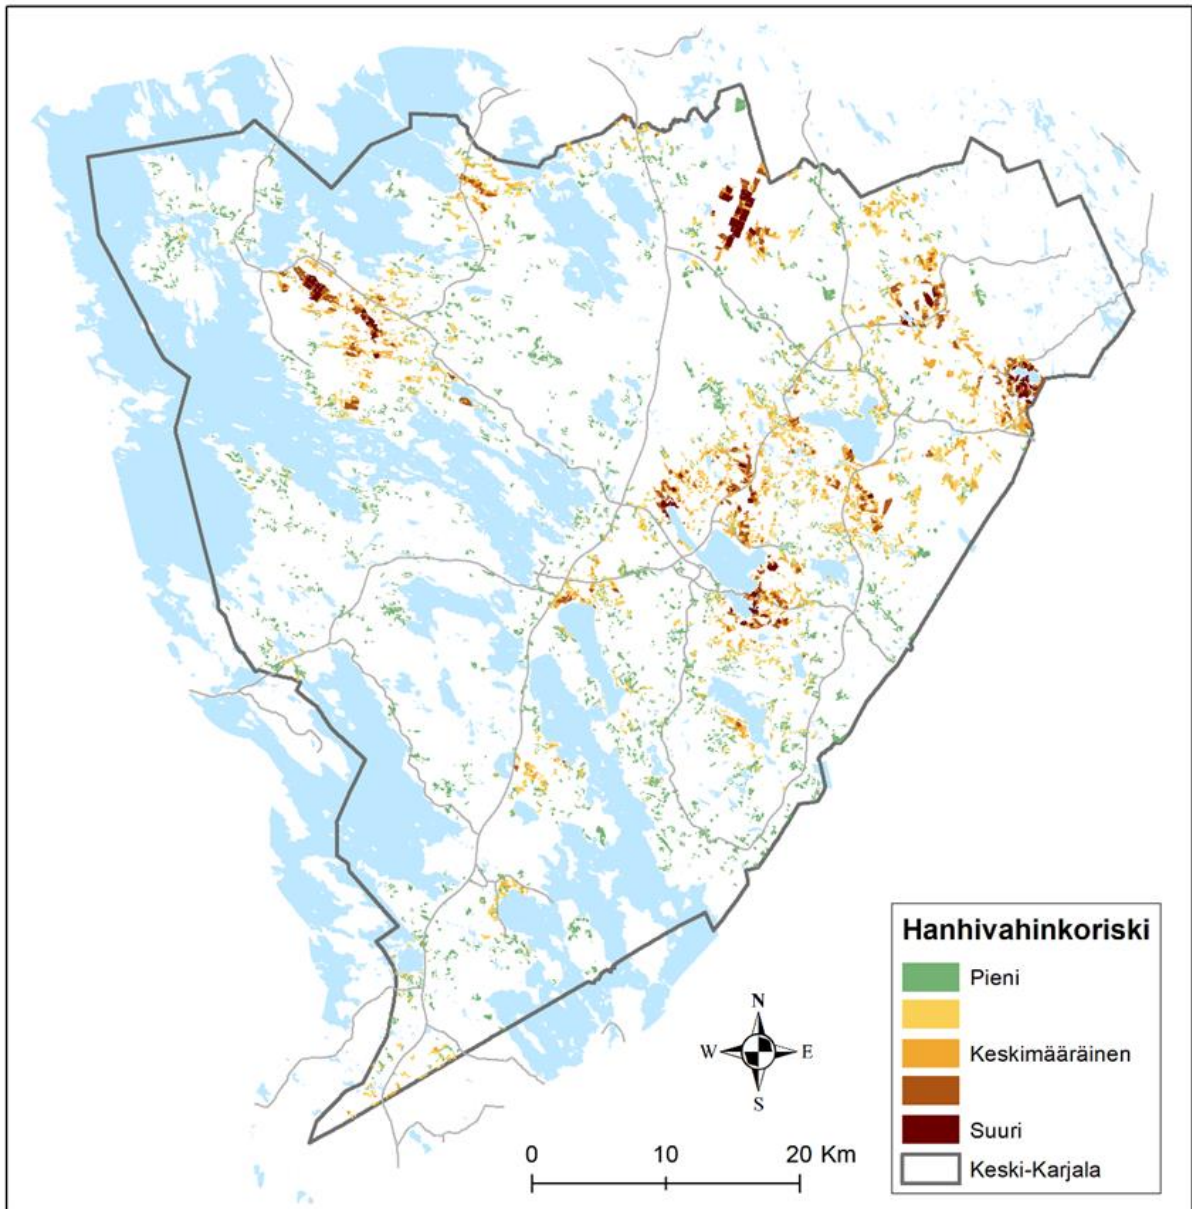 Hanhivahinkoriski
Pieni
Keskimääräinen
Suuri
Keski-Karjala
N
W E
S
0 10 20 Km